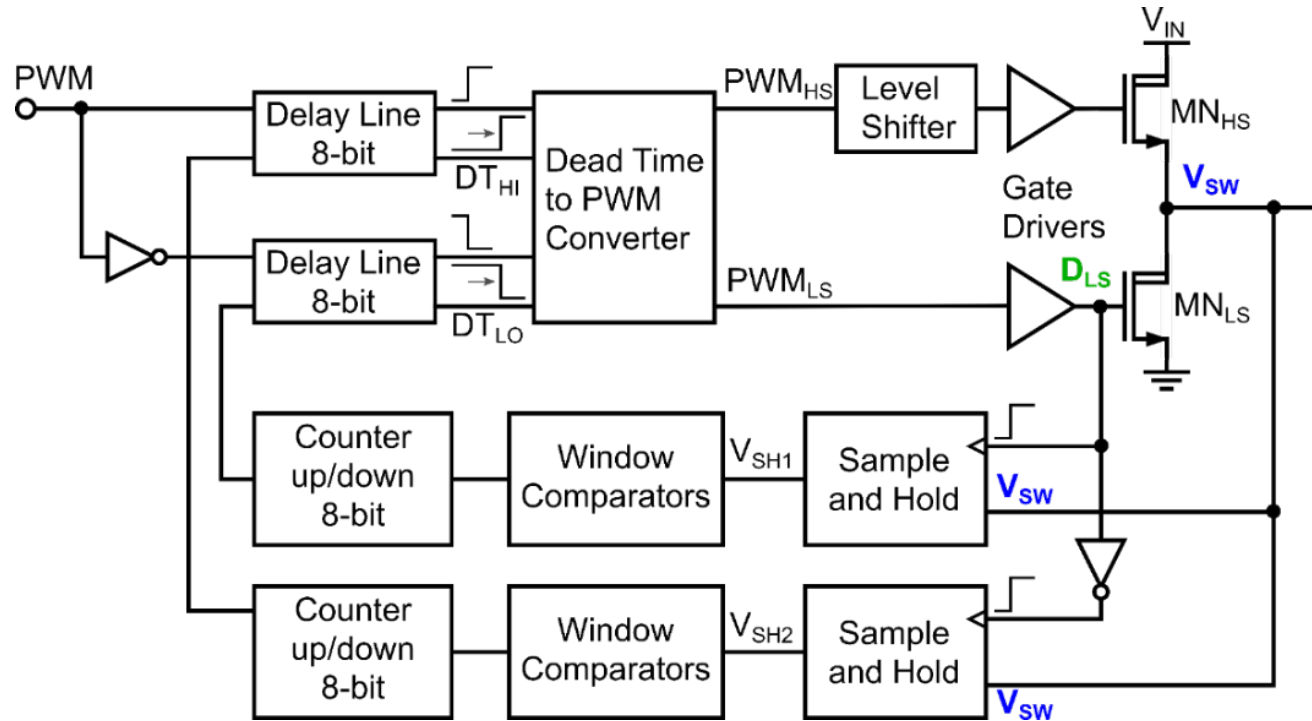 V_IN
PWM
Delay Line
8-bit
DT_HI
Dead Time
to PWM
Converter
PWM_HS
Level
Shifter
MN_HS
V_SW
Gate
Drivers
Delay Line
8-bit
DT_LO
PWM_LS
D_LS
MN_LS
Counter
up/down
8-bit
Window
Comparators
V_SH1
Sample
and Hold
V_SW
Counter
up/down
8-bit
Window
Comparators
V_SH2
Sample
and Hold
V_SW